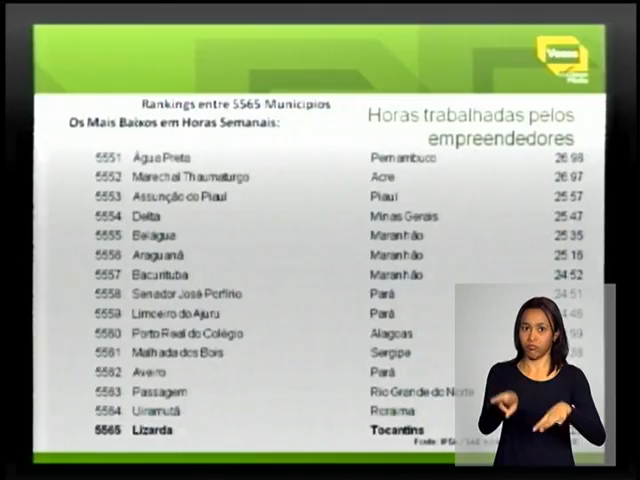 Rankings entre 5565 Municípios
Os Mais Baixos em Horas Semanais:
Horas trabalhadas pelos
empreendedores
5551 Água Preta Pernambuco 26.98
5552 Marechal Thaumaturgo Acre 26.97
5553 Assunção do Piauí Piauí 25.57
5554 Delta Minas Gerais 25.47
5555 Belágua Maranhão 25.35
5556 Araguanã Maranhão 25.16
5557 Bacurituba Maranhão 24.52
5558 Senador José Porfírio Pará 24.51
5559 Limoeiro do Ajuru Pará
5560 Porto Real do Colégio Alagoas
5561 Malhada dos Bois Sergipe
5562 Aveiro Pará
5563 Passagem Rio Grande do Norte
5564 Uiramutã Roraima
5565 Lizarda Tocantins
Fonte: